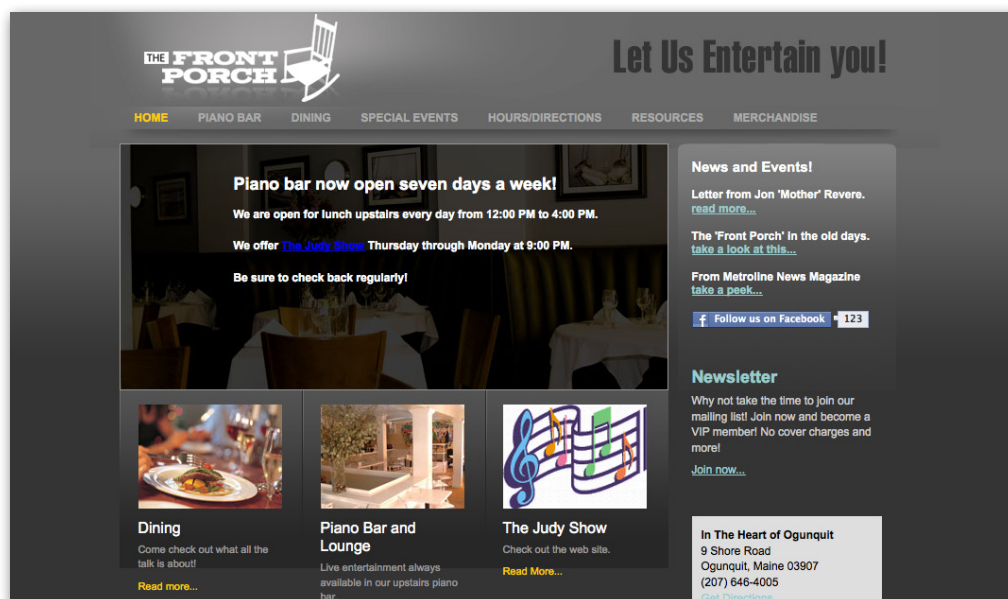 THE FRONT
PORCH
Let Us Entertain you!
HOME PIANO BAR DINING SPECIAL EVENTS HOURS/DIRECTIONS RESOURCES MERCHANDISE
Piano bar now open seven days a week!
We are open for lunch upstairs every day from 12:00 PM to 4:00 PM.
We offer The Judy Show Thursday through Monday at 9:00 PM.
Be sure to check back regularly!
News and Events!
Letter from Jon 'Mother' Revere.
read more...
The 'Front Porch' in the old days.
take a look at this...
From Metroline News Magazine
take a peek...
f Follow us on Facebook 123
Newsletter
Why not take the time to join our
mailing list! Join now and become a
VIP member! No cover charges and
more!
Join now...
Dining
Come check out what all the
talk is about!
Read more...
Piano Bar and
Lounge
Live entertainment always
available in our upstairs piano
bar.
The Judy Show
Check out the web site.
Read More...
In The Heart of Ogunquit
9 Shore Road
Ogunquit, Maine 03907
(207) 646-4005
Get Directions